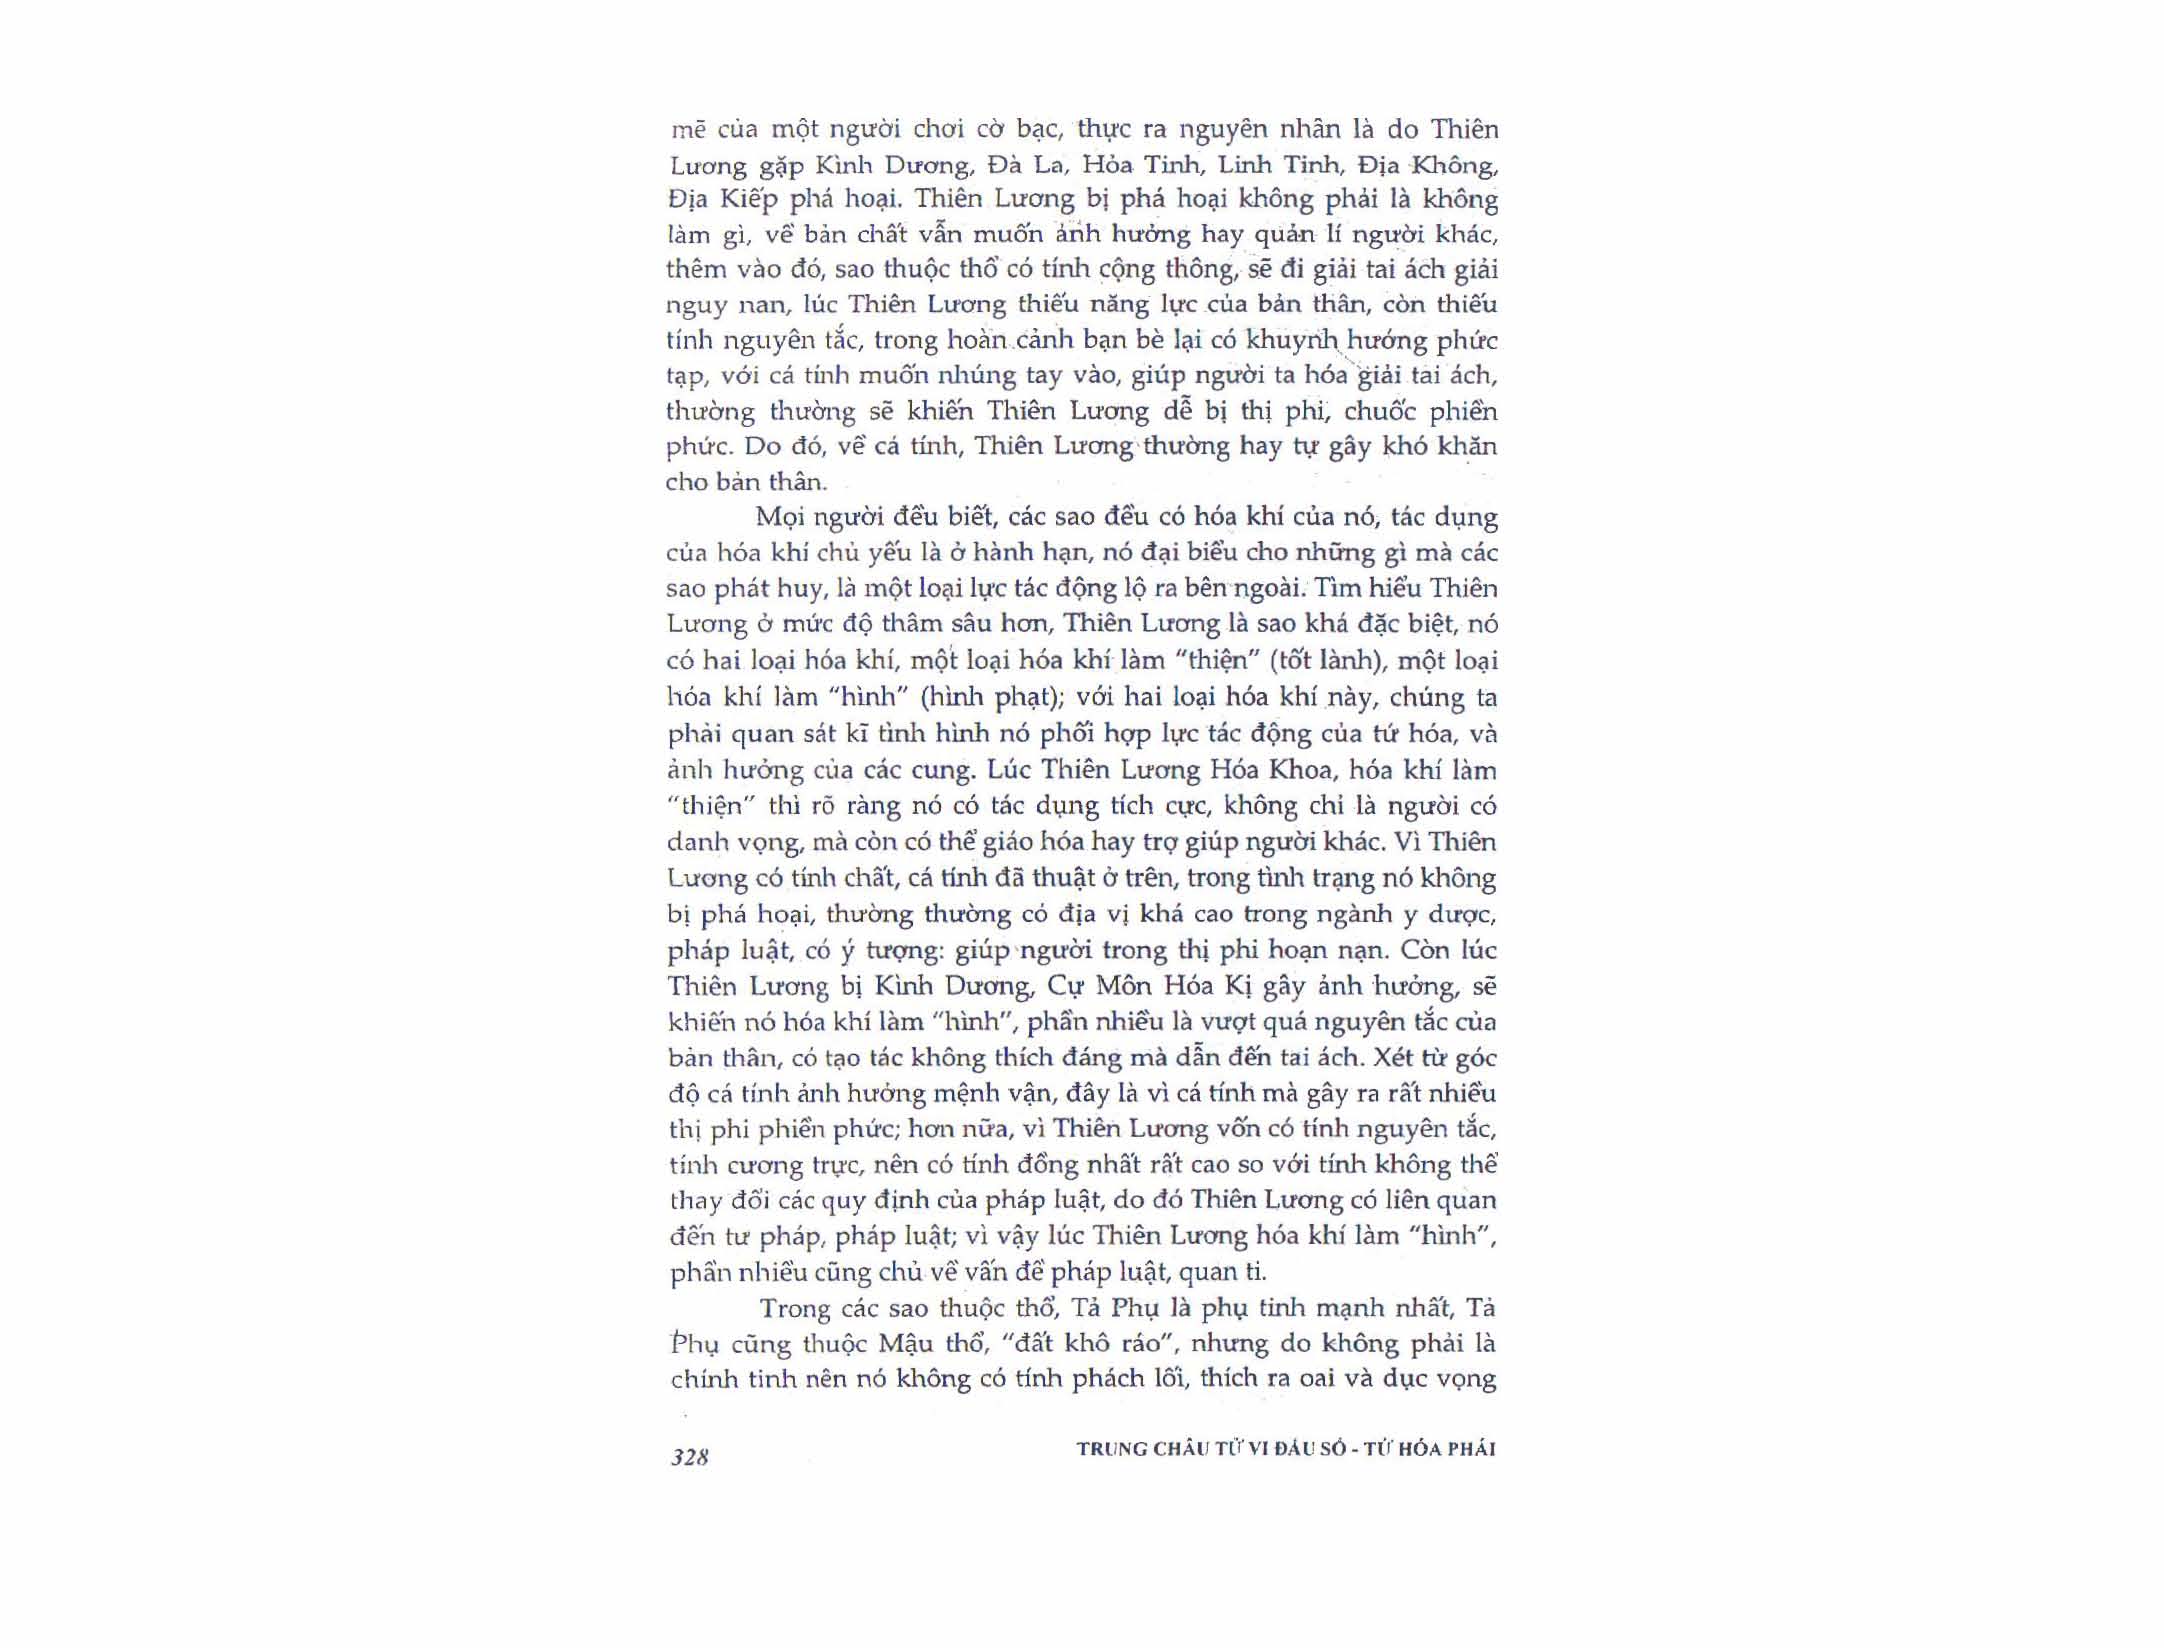 mẽ của một người chơi cờ bạc, thực ra nguyên nhân là do Thiên
Lương gặp Kình Dương, Đà La, Hỏa Tinh, Linh Tinh, Địa Không,
Địa Kiếp phá hoại. Thiên Lương bị phá hoại không phải là không
làm gì, về bản chất vẫn muốn ảnh hưởng hay quản lí người khác,
thêm vào đó, sao thuộc thổ có tính cộng thông, sẽ đi giải tai ách giải
nguy nan, lúc Thiên Lương thiếu năng lực của bản thân, còn thiếu
tính nguyên tắc, trong hoàn cảnh bạn bè lại có khuynh hướng phức
tạp, với cá tính muốn nhúng tay vào, giúp người ta hóa giải tai ách,
thường thường sẽ khiến Thiên Lương dễ bị thị phi, chuốc phiền
phức. Do đó, về cá tính, Thiên Lương thường hay tự gây khó khăn
cho bản thân.
Mọi người đều biết, các sao đều có hóa khí của nó, tác dụng
của hóa khí chủ yếu là ở hành hạn, nó đại biểu cho những gì mà các
sao phát huy, là một loại lực tác động lộ ra bên ngoài. Tìm hiểu Thiên
Lương ở mức độ thâm sâu hơn, Thiên Lương là sao khá đặc biệt, nó
có hai loại hóa khí, một loại hóa khí làm "thiện" (tốt lành), một loại
hóa khí làm "hình" (hình phạt); với hai loại hóa khí này, chúng ta
phải quan sát kĩ tình hình nó phối hợp lực tác động của tứ hóa, và
ảnh hưởng của các cung. Lúc Thiên Lương Hóa Khoa, hóa khí làm
"thiện" thì rõ ràng nó có tác dụng tích cực, không chỉ là người có
danh vọng, mà còn có thể giáo hóa hay trợ giúp người khác. Vì Thiên
Lương có tính chất, cá tính đã thuật ở trên, trong tình trạng nó không
bị phá hoại, thường thường có địa vị khá cao trong ngành y dược,
pháp luật, có ý tượng: giúp người trong thị phi hoạn nạn. Còn lúc
Thiên Lương bị Kình Dương, Cự Môn Hóa Kị gây ảnh hưởng, sẽ
khiến nó hóa khí làm "hình", phần nhiều là vượt quá nguyên tắc của
bản thân, có tạo tác không thích đáng mà dẫn đến tai ách. Xét từ góc
độ cá tính ảnh hưởng mệnh vận, đây là vì cá tính mà gây ra rất nhiều
thị phi phiền phức; hơn nữa, vì Thiên Lương vốn có tính nguyên tắc,
tính cương trực, nên có tính đồng nhất rất cao so với tính không thể
thay đổi các quy định của pháp luật, do đó Thiên Lương có liên quan
đến tư pháp, pháp luật; vì vậy lúc Thiên Lương hóa khí làm "hình",
phần nhiều cũng chủ về vấn đề pháp luật, quan ti.
Trong các sao thuộc thổ, Tả Phụ là phụ tinh mạnh nhất, Tả
Phụ cũng thuộc Mậu thổ, "đất khô ráo", nhưng do không phải là
chính tinh nên nó không có tính phách lối, thích ra oai và dục vọng
328
TRUNG CHÂU TỬ VI ĐẨU SỐ - TỨ HÓA PHÁI